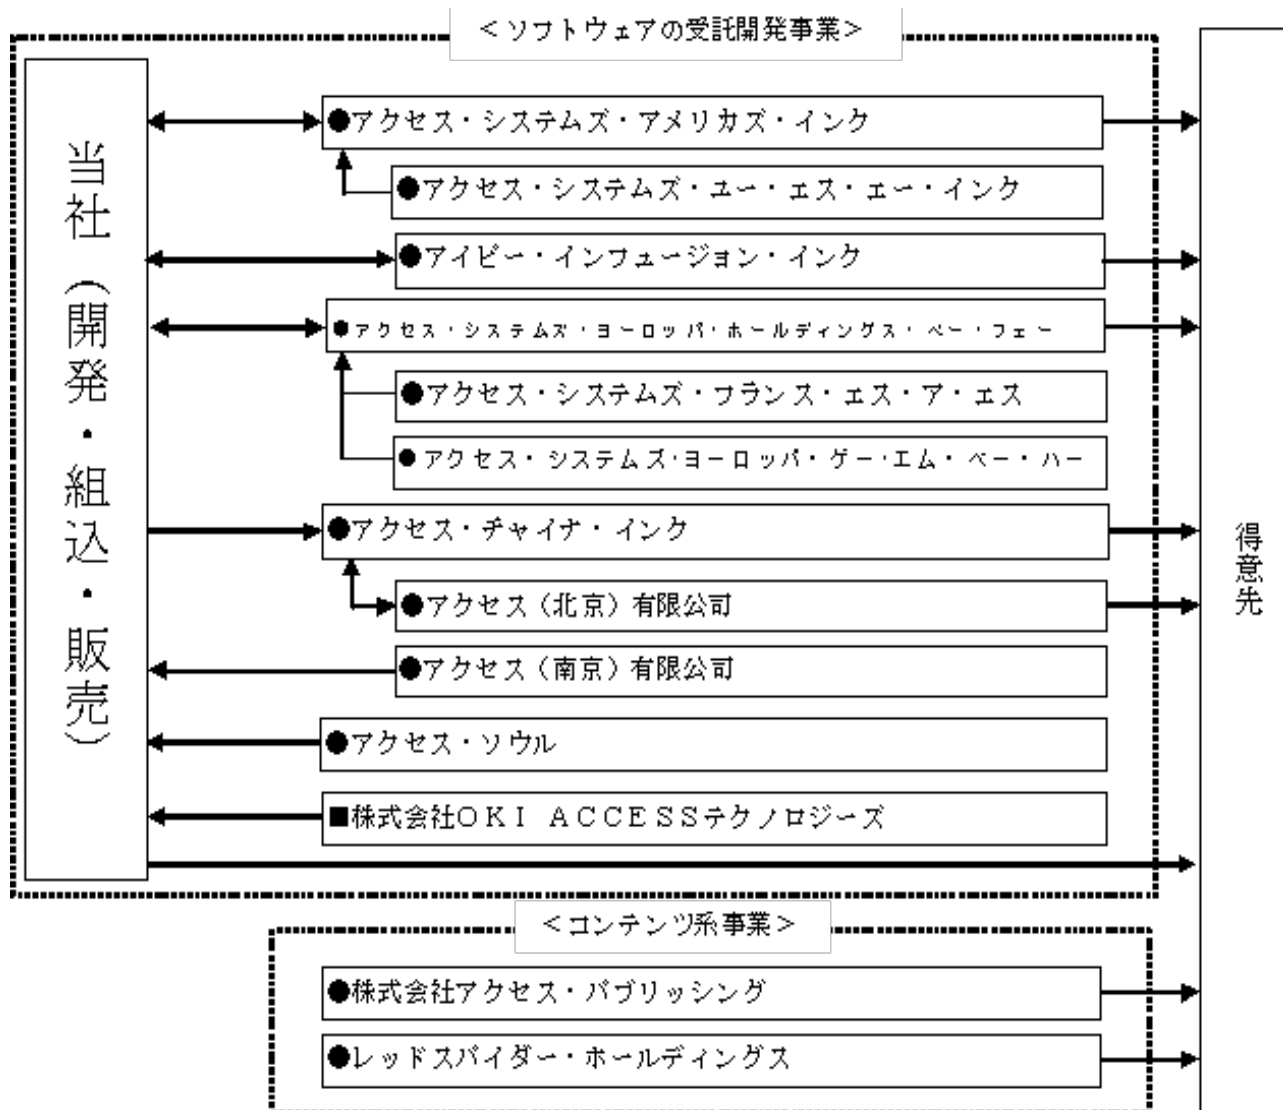 ＜ソフトウェアの受託開発事業＞
当社（開発・組込・販売）
●アクセス・システムズ・アメリカズ・インク
●アクセス・システムズ・ユー・エス・エー・インク
●アイピー・インフュージョン・インク
●アクセス・システムズ・ヨーロッパ・ホールディングス・ベー・フェー
●アクセス・システムズ・フランス・エス・ア・エス
●アクセス・システムズ・ヨーロッパ・ゲー・エム・ベー・ハー
●アクセス・チャイナ・インク
●アクセス（北京）有限公司
●アクセス（南京）有限公司
●アクセス・ソウル
■株式会社ＯＫＩ　ＡＣＣＥＳＳテクノロジーズ
得意先
＜コンテンツ系事業＞
●株式会社アクセス・パブリッシング
●レッドスパイダー・ホールディングス